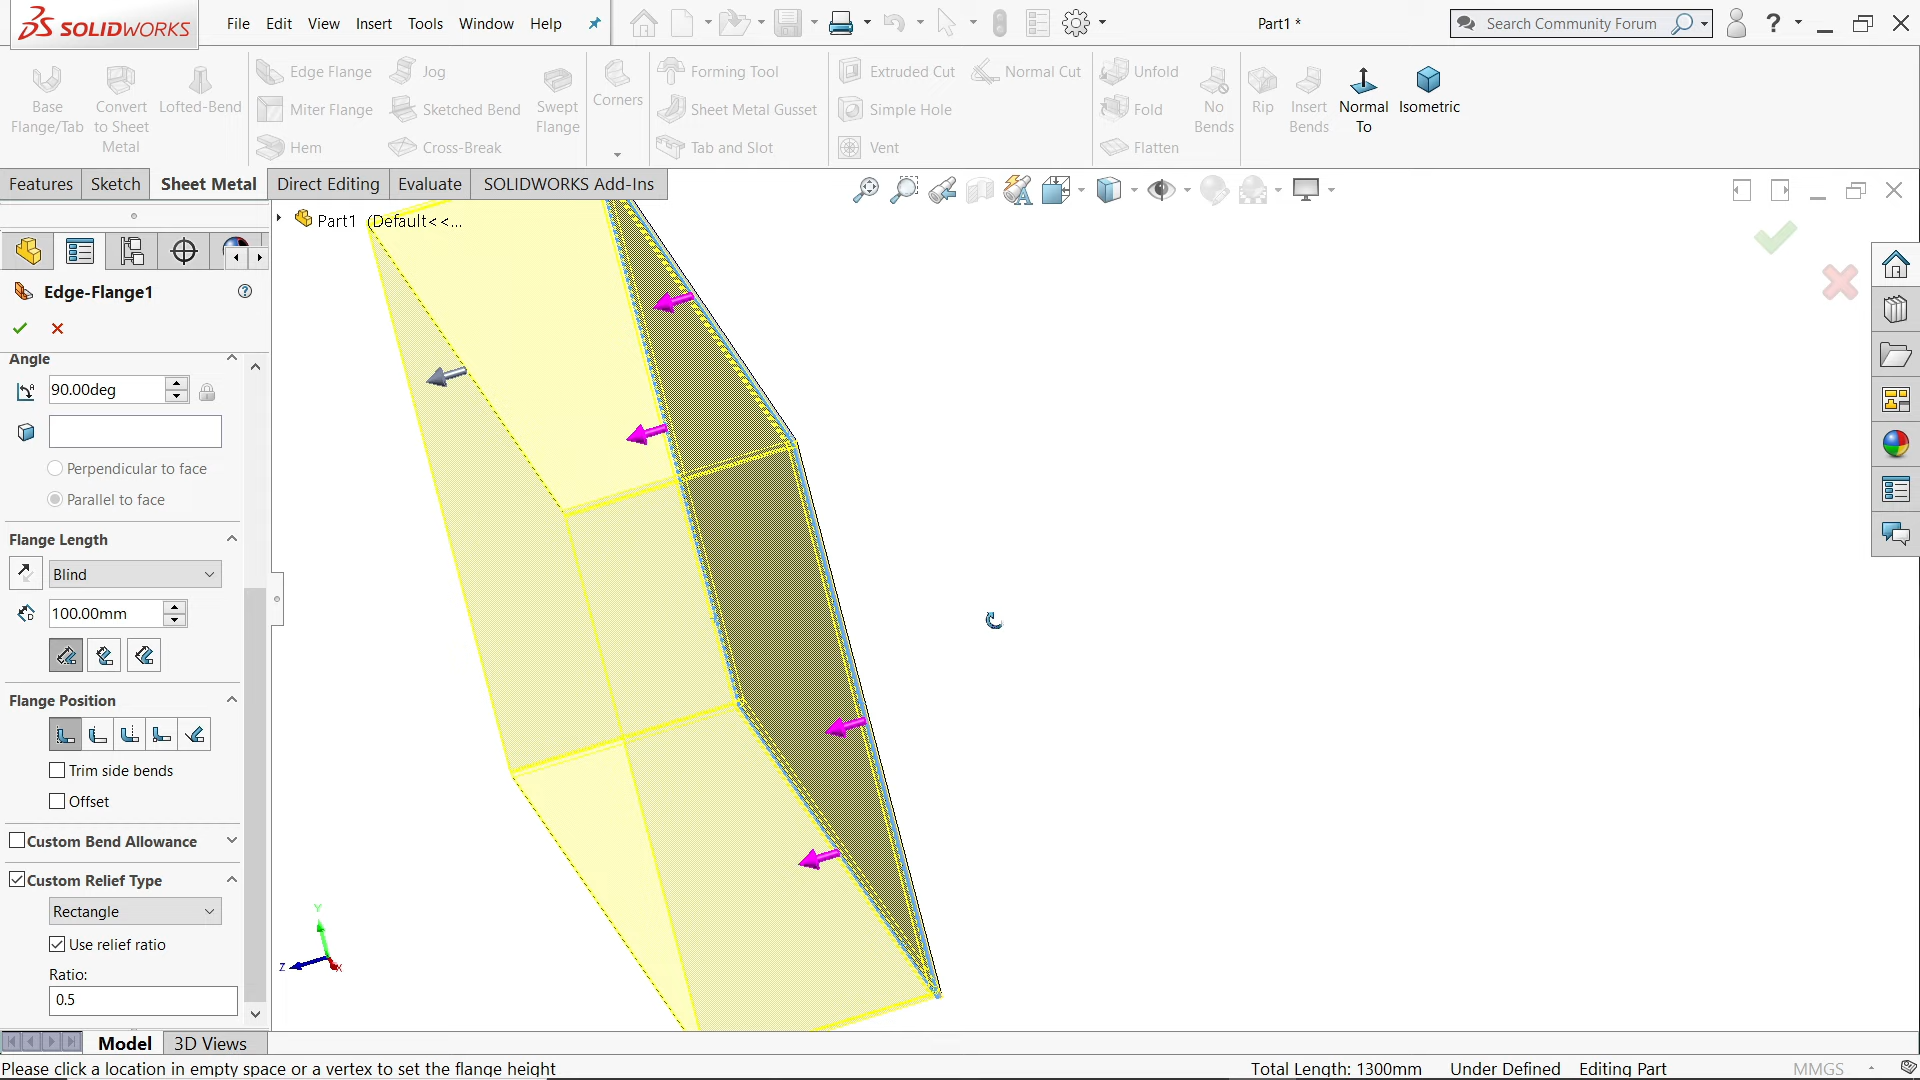 SOLIDWORKS
File Edit View Insert Tools Window Help
Part1 *
Search Community Forum
?
Base Flange/Tab
Convert to Sheet Metal
Lofted-Bend
Edge Flange
Miter Flange
Hem
Jog
Sketched Bend
Cross-Break
Swept Flange
Corners
Forming Tool
Sheet Metal Gusset
Tab and Slot
Extruded Cut
Simple Hole
Vent
Normal Cut
Unfold
Fold
Flatten
No Bends
Rip
Insert Bends
Normal To
Isometric
Features Sketch Sheet Metal Direct Editing Evaluate SOLIDWORKS Add-Ins
Part1 (Default<<...
Edge-Flange1
Angle
90.00deg
Perpendicular to face
Parallel to face
Flange Length
Blind
100.00mm
Flange Position
Trim side bends
Offset
Custom Bend Allowance
Custom Relief Type
Rectangle
Use relief ratio
Ratio:
0.5
Y
Z
X
Model 3D Views
Please click a location in empty space or a vertex to set the flange height
Total Length: 1300mm Under Defined Editing Part MMGS